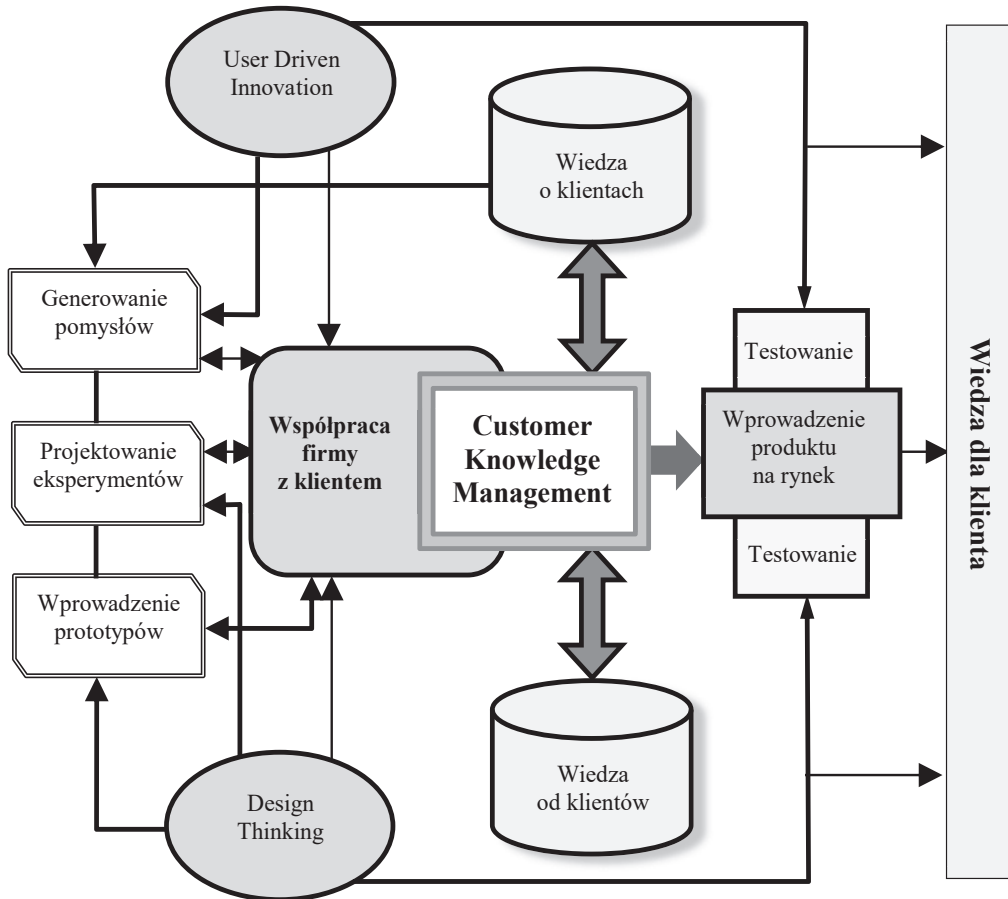 User Driven
Innovation
Wiedza
o klientach
Generowanie
pomysłów
Testowanie
Współpraca
firmy
z klientem
Customer
Knowledge
Management
Wprowadzenie
produktu
na rynek
Projektowanie
eksperymentów
Testowanie
Wprowadzenie
prototypów
Wiedza
od klientów
Design
Thinking
Wiedza dla klienta